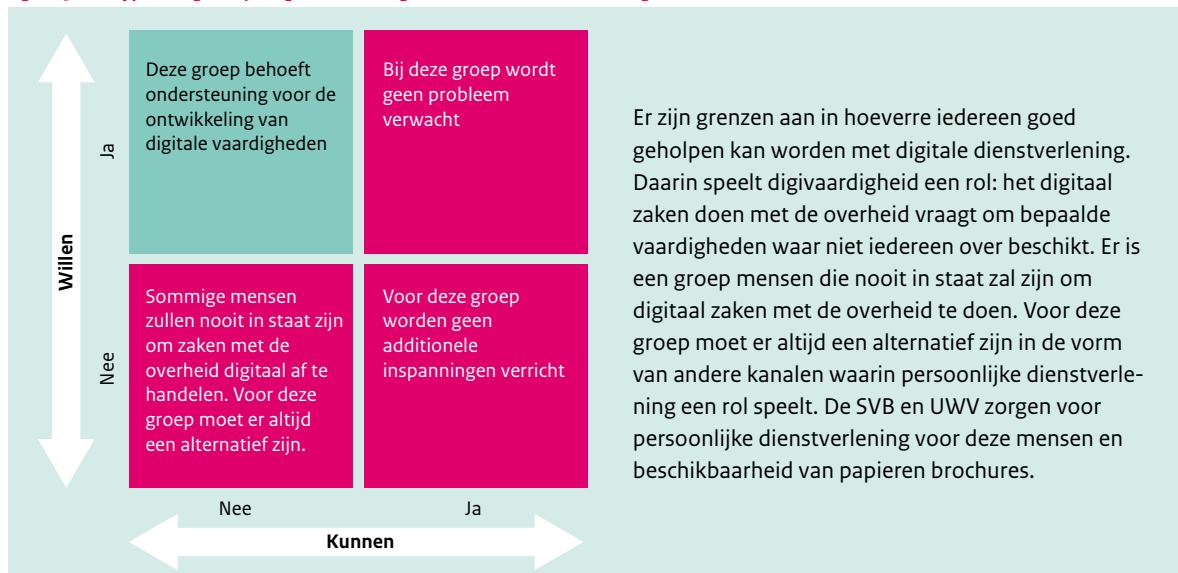 Deze groep behoeft
ondersteuning voor de
ontwikkeling van
digitale vaardigheden
Bij deze groep wordt
geen probleem
verwacht
Ja
Willen
Sommige mensen
zullen nooit in staat zijn
om zaken met de
overheid digitaal af te
handelen. Voor deze
groep moet er altijd
een alternatief zijn.
Voor deze groep
worden geen
additionele
inspanningen verricht
Nee
Nee
Ja
Kunnen
Er zijn grenzen aan in hoeverre iedereen goed
geholpen kan worden met digitale dienstverlening.
Daarin speelt digivaardigheid een rol: het digitaal
zaken doen met de overheid vraagt om bepaalde
vaardigheden waar niet iedereen over beschikt. Er is
een groep mensen die nooit in staat zal zijn om
digitaal zaken met de overheid te doen. Voor deze
groep moet er altijd een alternatief zijn in de vorm
van andere kanalen waarin persoonlijke dienstverle-
ning een rol speelt. De SVB en UWV zorgen voor
persoonlijke dienstverlening voor deze mensen en
beschikbaarheid van papieren brochures.